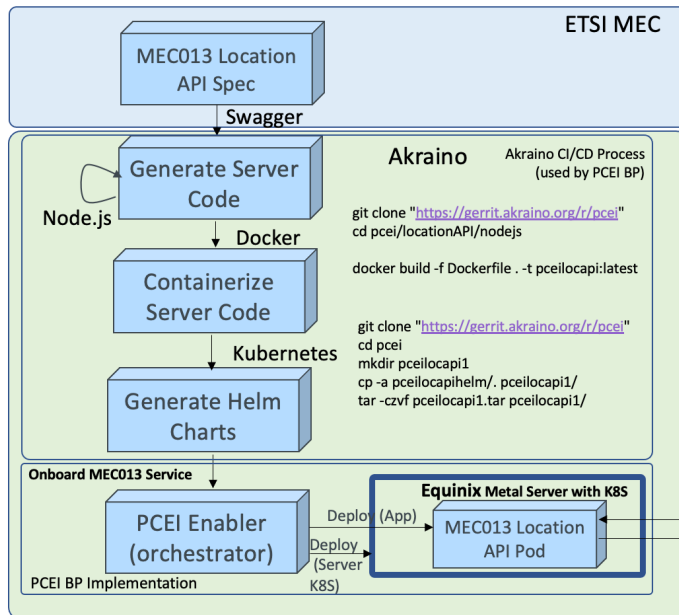 ETSI MEC
MEC013 Location
API Spec
Swagger
Akraino
Akraino CI/CD Process
(used by PCEI BP)
Generate Server
Code
Node.js
git clone "https://gerrit.akraino.org/r/pcei"
cd pcei/locationAPI/nodejs
Docker
docker build -f Dockerfile . -t pceilocapi:latest
Containerize
Server Code
Kubernetes
git clone "https://gerrit.akraino.org/r/pcei"
cd pcei
mkdir pceilocapi1
cp -a pceilocapihelm/. pceilocapi1/
tar -czvf pceilocapi1.tar pceilocapi1/
Generate Helm
Charts
Onboard MEC013 Service
Equinix Metal Server with K8S
PCEI Enabler
(orchestrator)
Deploy (App)
Deploy
(Server
K8S)
MEC013 Location
API Pod
PCEI BP Implementation